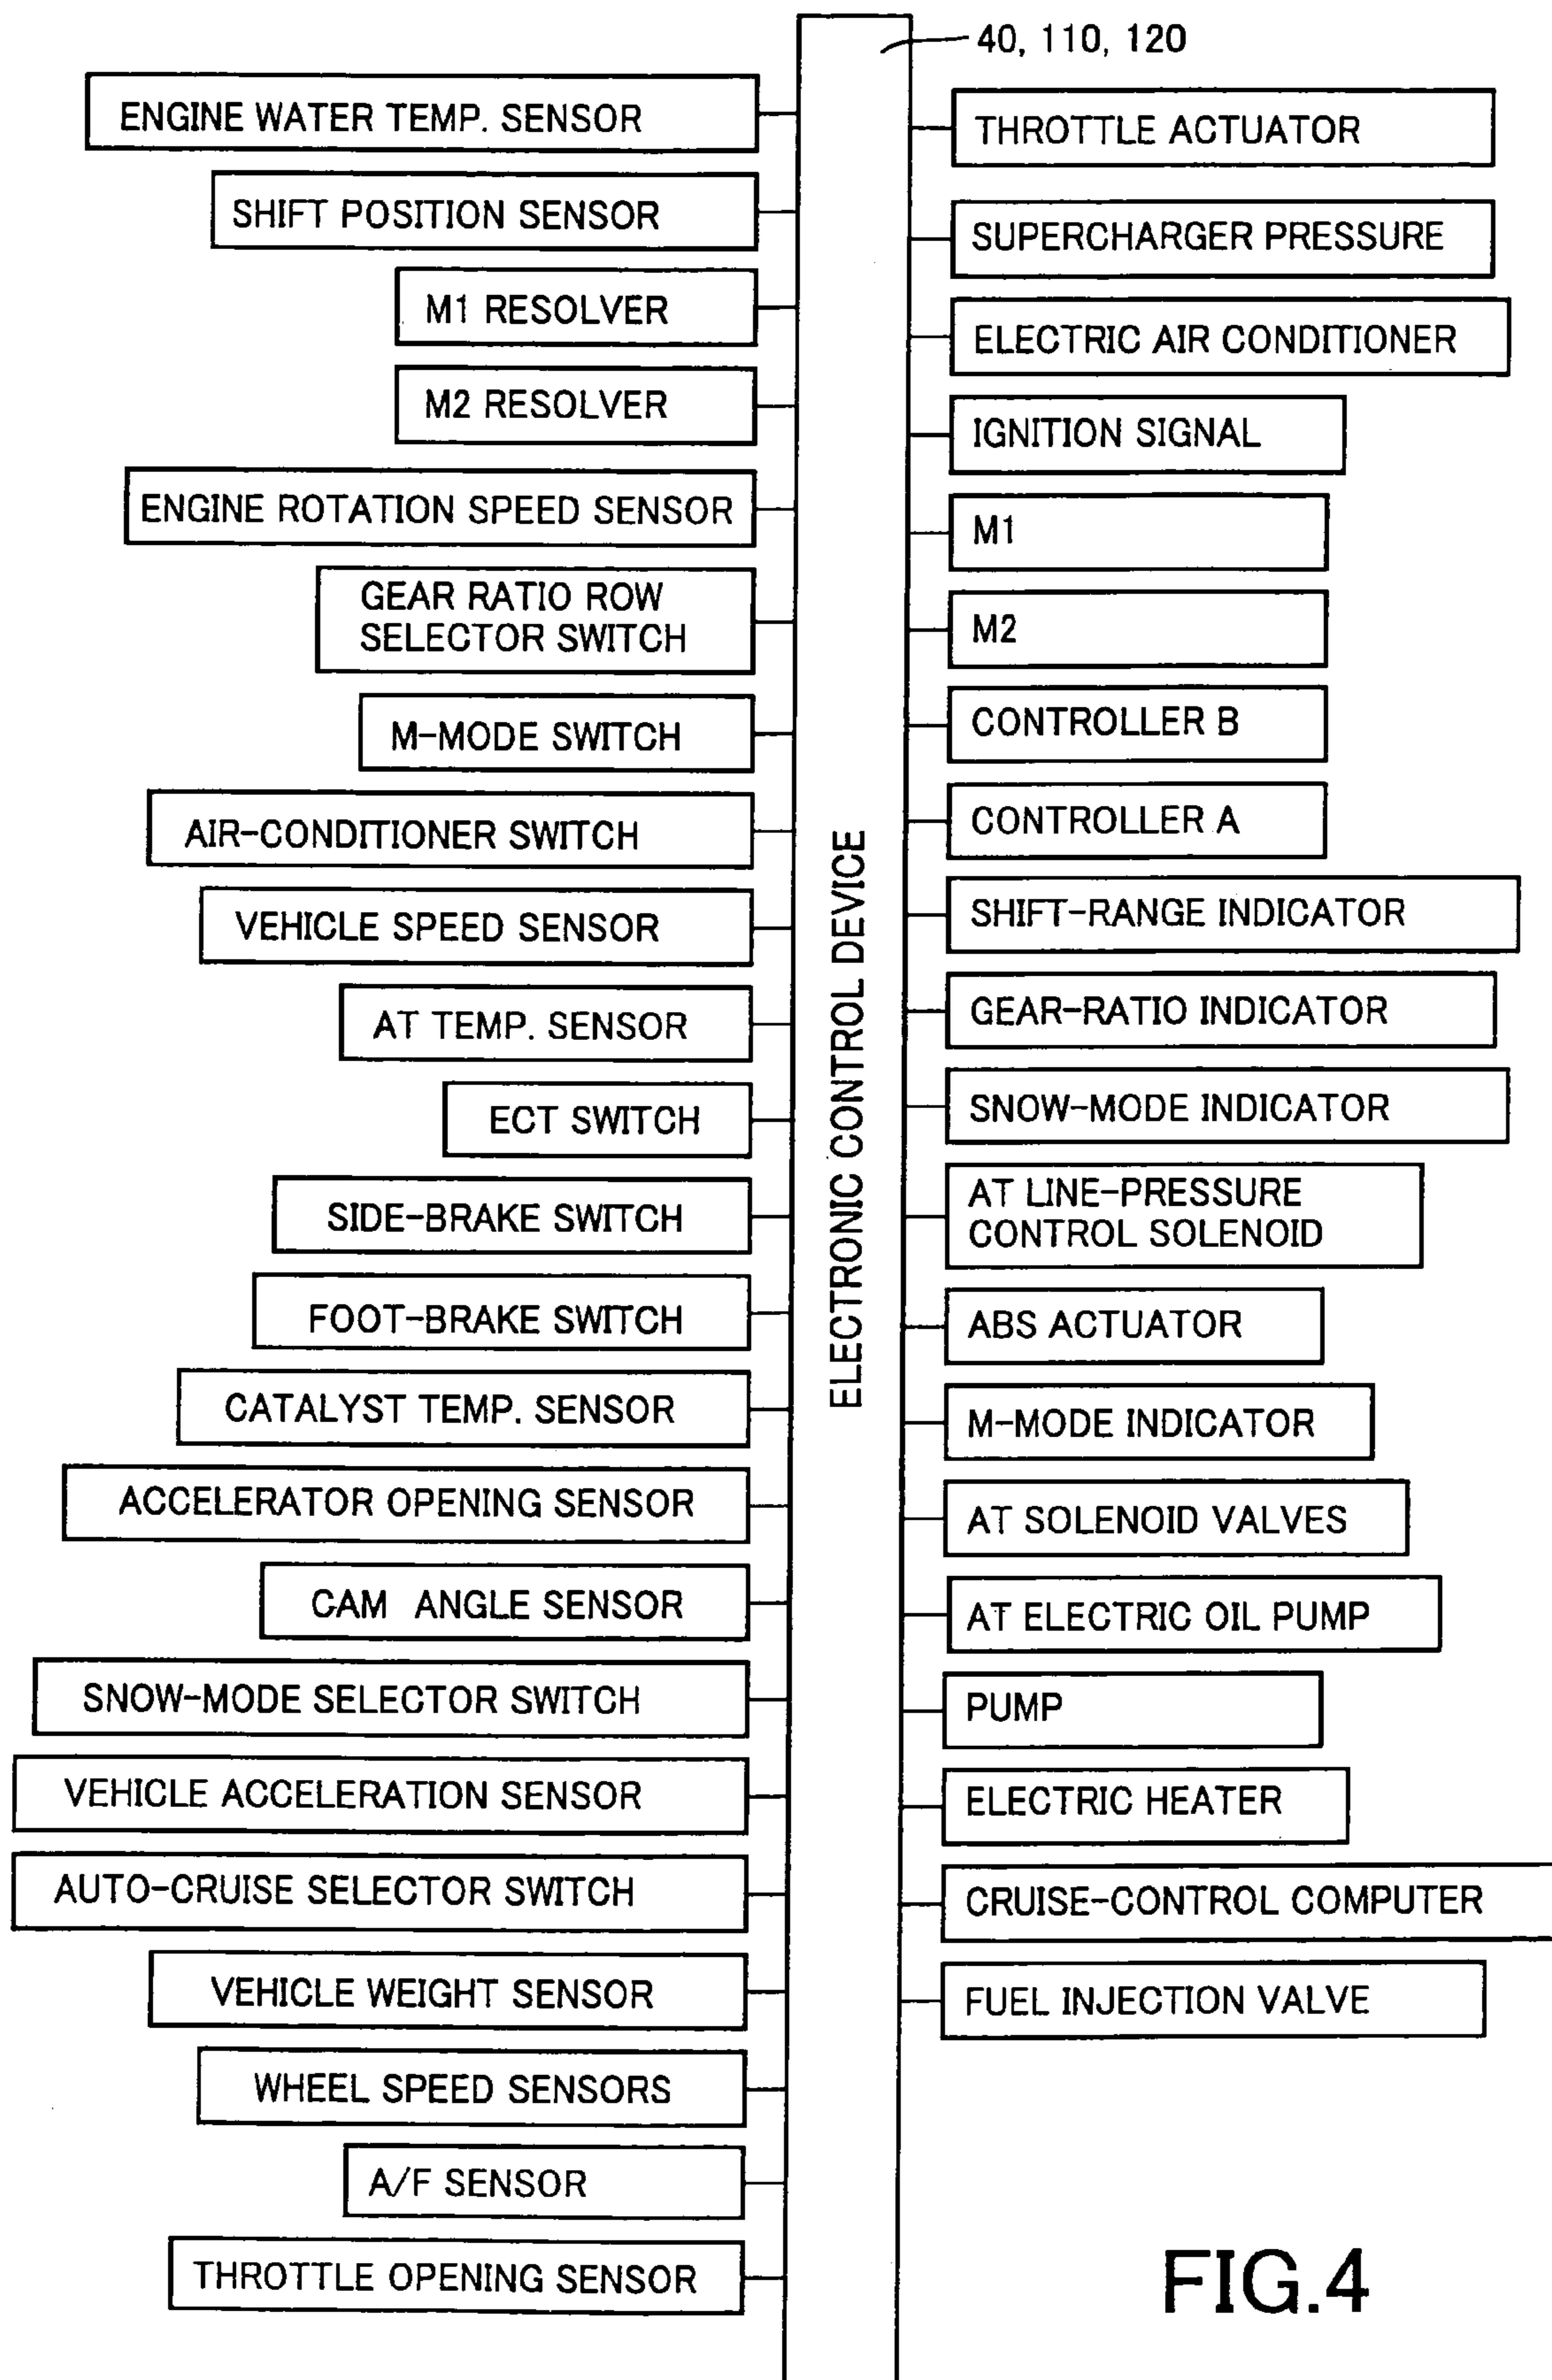 40, 110, 120
ENGINE WATER TEMP. SENSOR
SHIFT POSITION SENSOR
M1 RESOLVER
M2 RESOLVER
ENGINE ROTATION SPEED SENSOR
GEAR RATIO ROW
SELECTOR SWITCH
M-MODE SWITCH
AIR-CONDITIONER SWITCH
VEHICLE SPEED SENSOR
AT TEMP. SENSOR
ECT SWITCH
SIDE-BRAKE SWITCH
FOOT-BRAKE SWITCH
CATALYST TEMP. SENSOR
ACCELERATOR OPENING SENSOR
CAM ANGLE SENSOR
SNOW-MODE SELECTOR SWITCH
VEHICLE ACCELERATION SENSOR
AUTO-CRUISE SELECTOR SWITCH
VEHICLE WEIGHT SENSOR
WHEEL SPEED SENSORS
A/F SENSOR
THROTTLE OPENING SENSOR
ELECTRONIC CONTROL DEVICE
THROTTLE ACTUATOR
SUPERCHARGER PRESSURE
ELECTRIC AIR CONDITIONER
IGNITION SIGNAL
M1
M2
CONTROLLER B
CONTROLLER A
SHIFT-RANGE INDICATOR
GEAR-RATIO INDICATOR
SNOW-MODE INDICATOR
AT LINE-PRESSURE
CONTROL SOLENOID
ABS ACTUATOR
M-MODE INDICATOR
AT SOLENOID VALVES
AT ELECTRIC OIL PUMP
PUMP
ELECTRIC HEATER
CRUISE-CONTROL COMPUTER
FUEL INJECTION VALVE
FIG.4